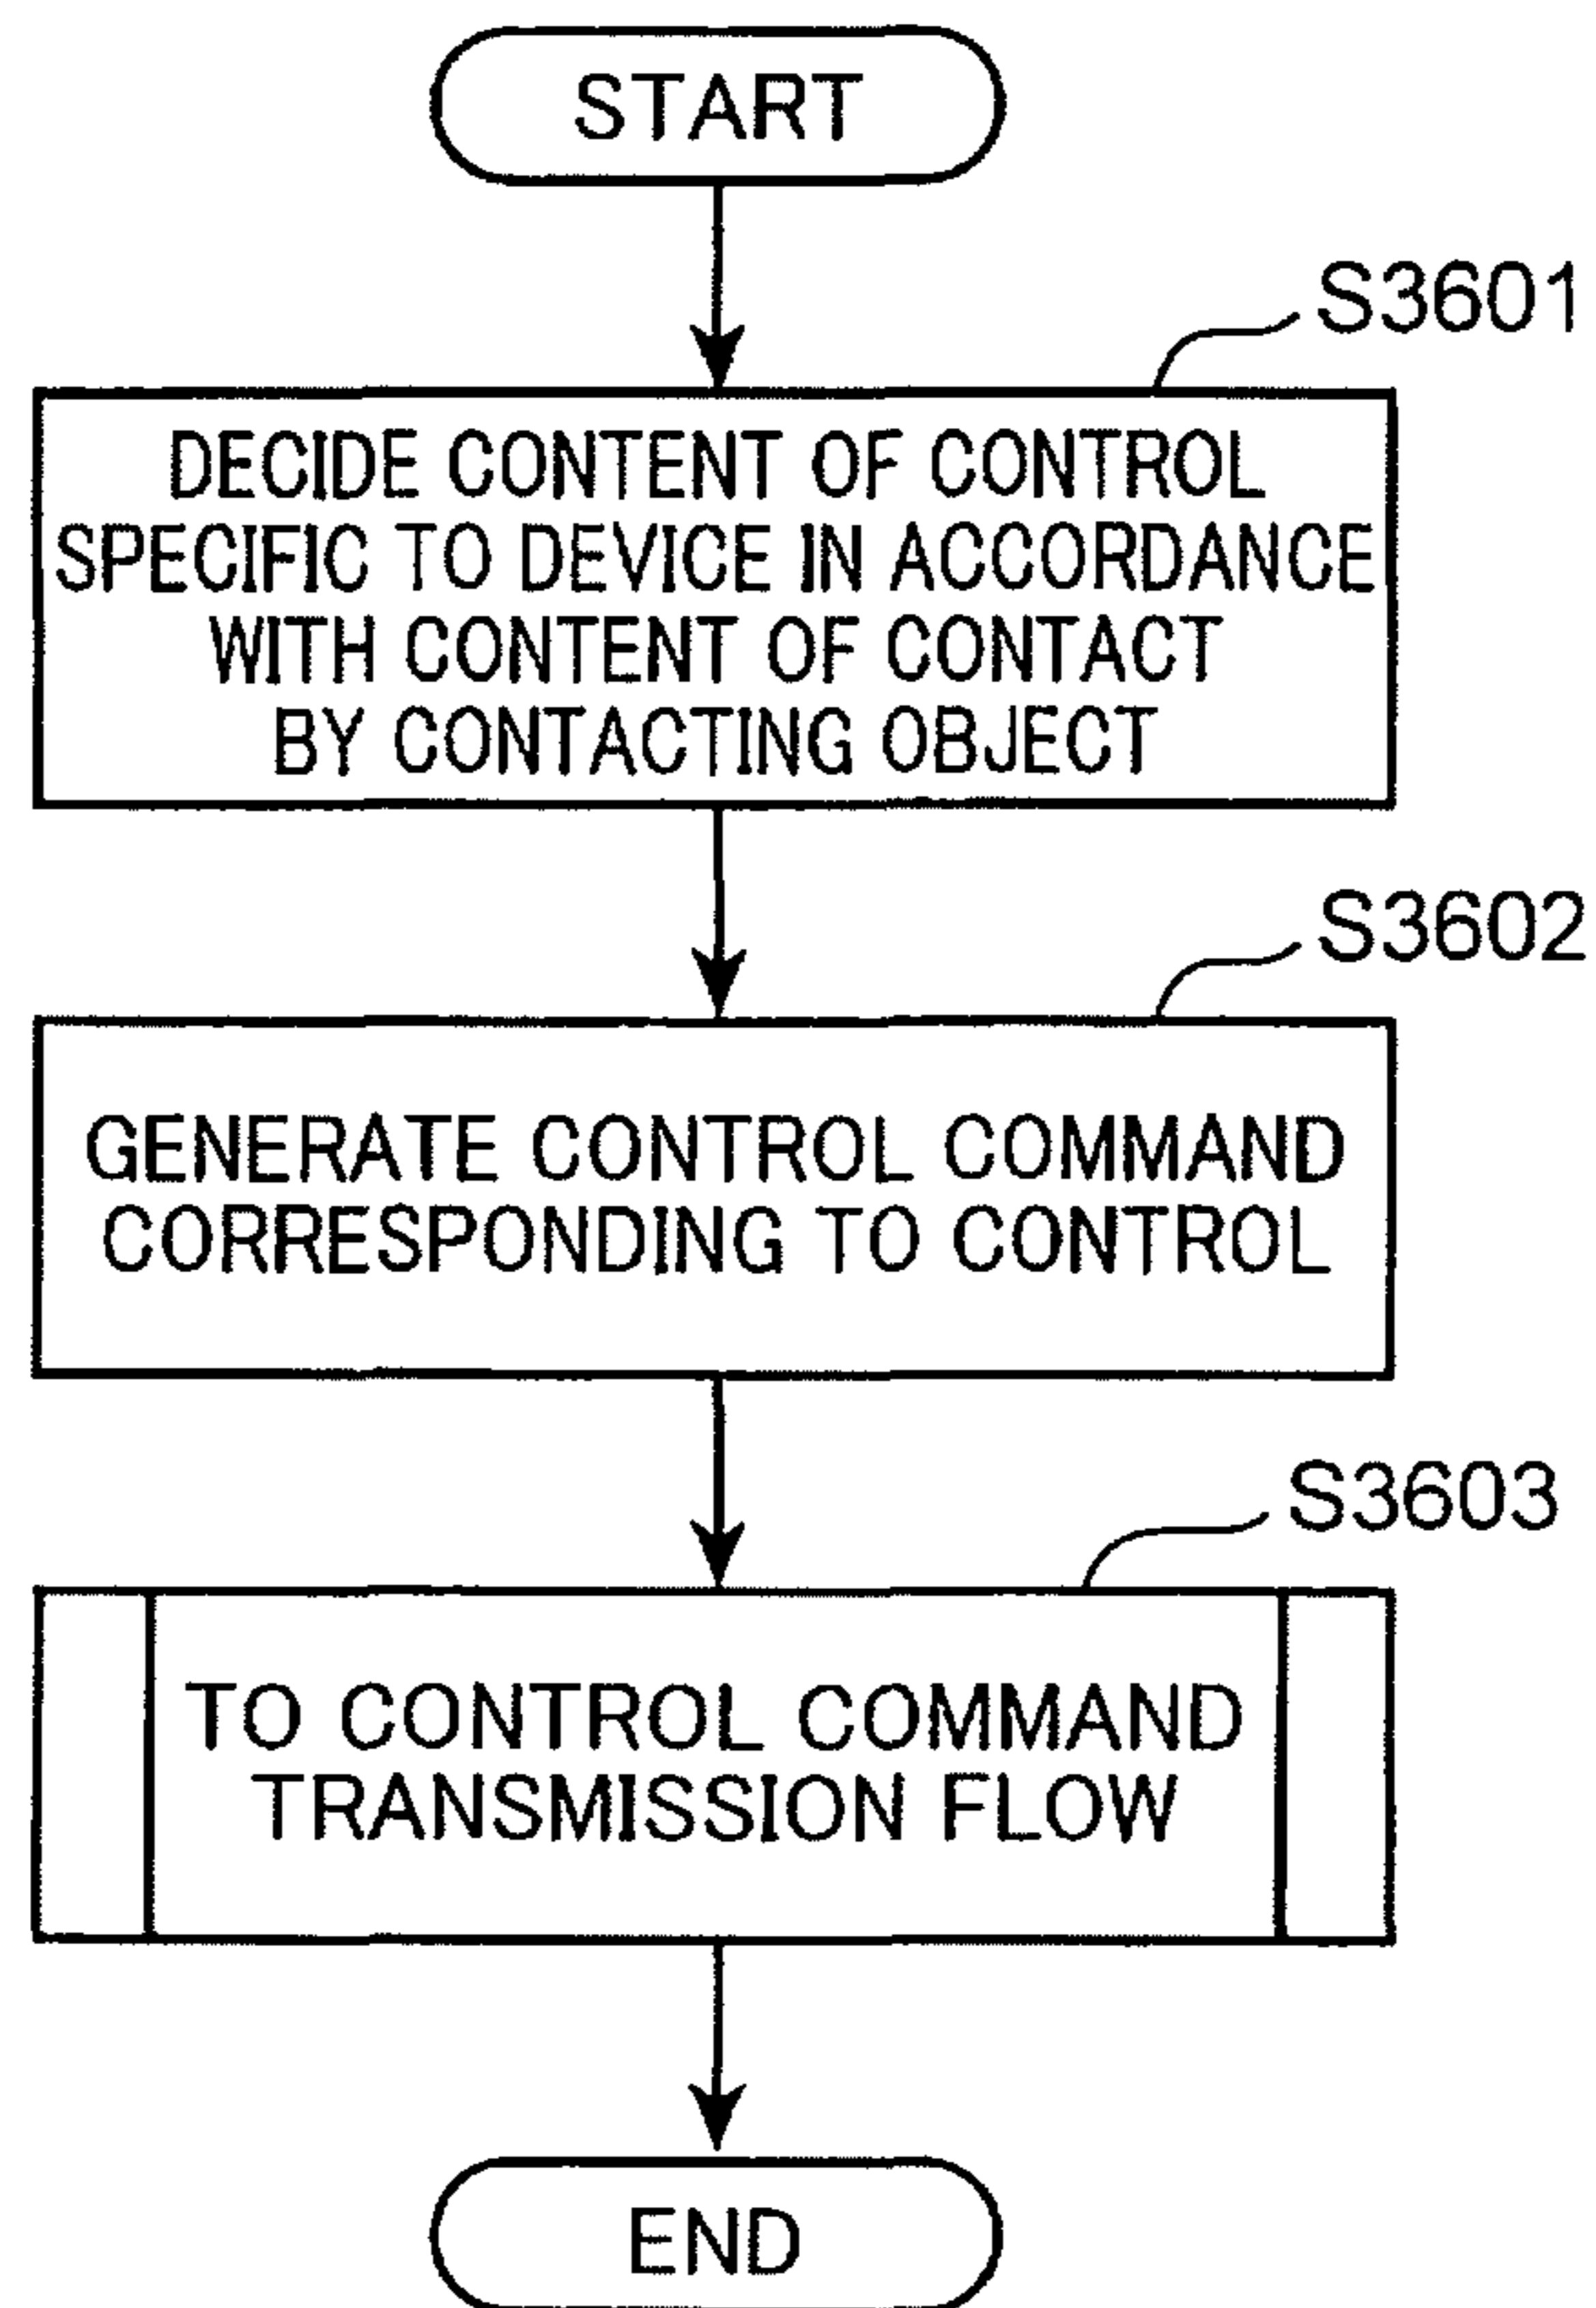 START
S3601
DECIDE CONTENT OF CONTROL
SPECIFIC TO DEVICE IN ACCORDANCE
WITH CONTENT OF CONTACT
BY CONTACTING OBJECT
S3602
GENERATE CONTROL COMMAND
CORRESPONDING TO CONTROL
S3603
TO CONTROL COMMAND
TRANSMISSION FLOW
END